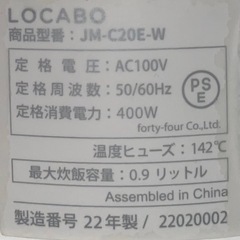 LOCABO
商品型番：JM-C20E-W
定格電圧：AC100V
定格周波数：50/60Hz
定格消費電力：400W
PS
E
forty-four Co.,Ltd.
温度ヒューズ：142℃
最大炊飯容量：0.9 リットル
Assembled in China
製造番号 22年製 / 22020002